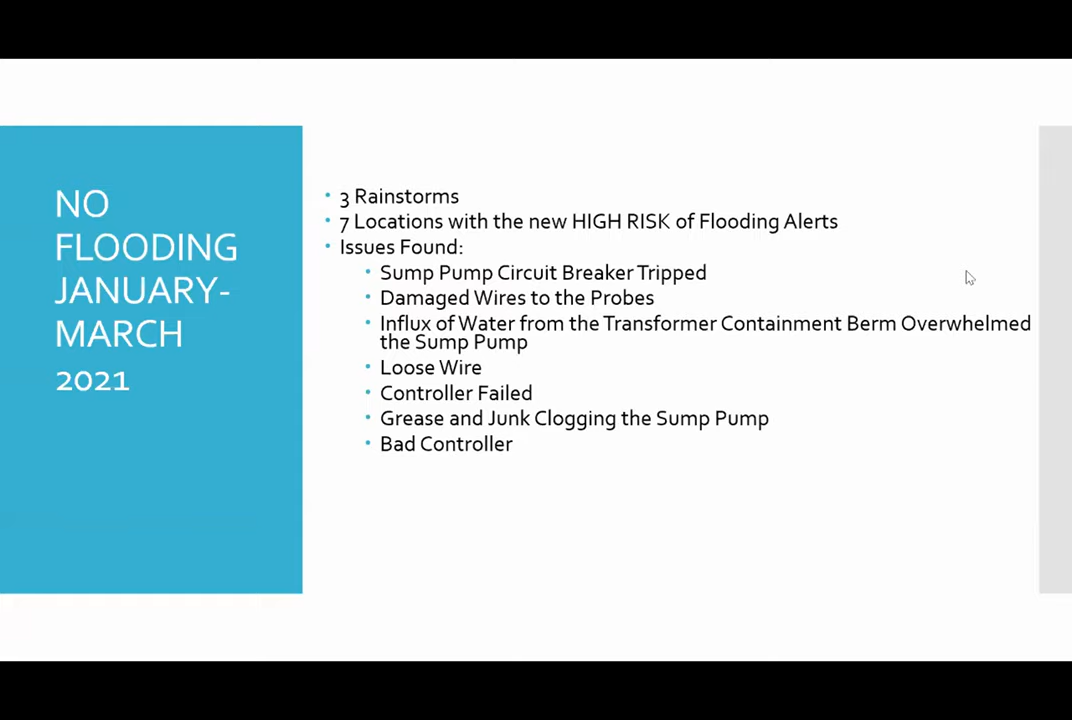 NO
FLOODING
JANUARY-
MARCH
2021
• 3 Rainstorms
• 7 Locations with the new HIGH RISK of Flooding Alerts
• Issues Found:
• Sump Pump Circuit Breaker Tripped
• Damaged Wires to the Probes
• Influx of Water from the Transformer Containment Berm Overwhelmed
the Sump Pump
• Loose Wire
• Controller Failed
• Grease and Junk Clogging the Sump Pump
• Bad Controller